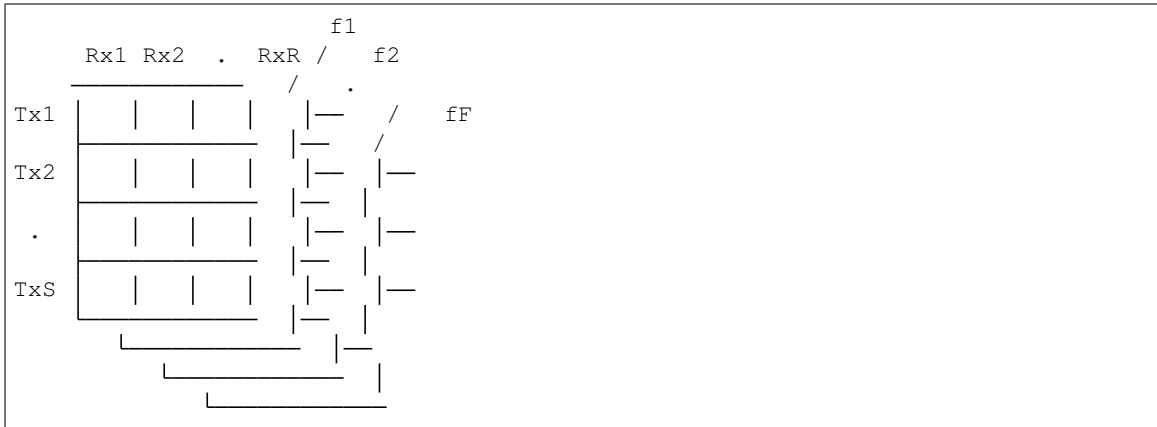 f1
Rx1 Rx2 . RxR / f2
/ .
Tx1 | | | | |— / fF
|— /
Tx2 | | | | |— |—
|— |
. | | | | |— |—
|— |
TxS | | | | |— |—
|— |
|—
|